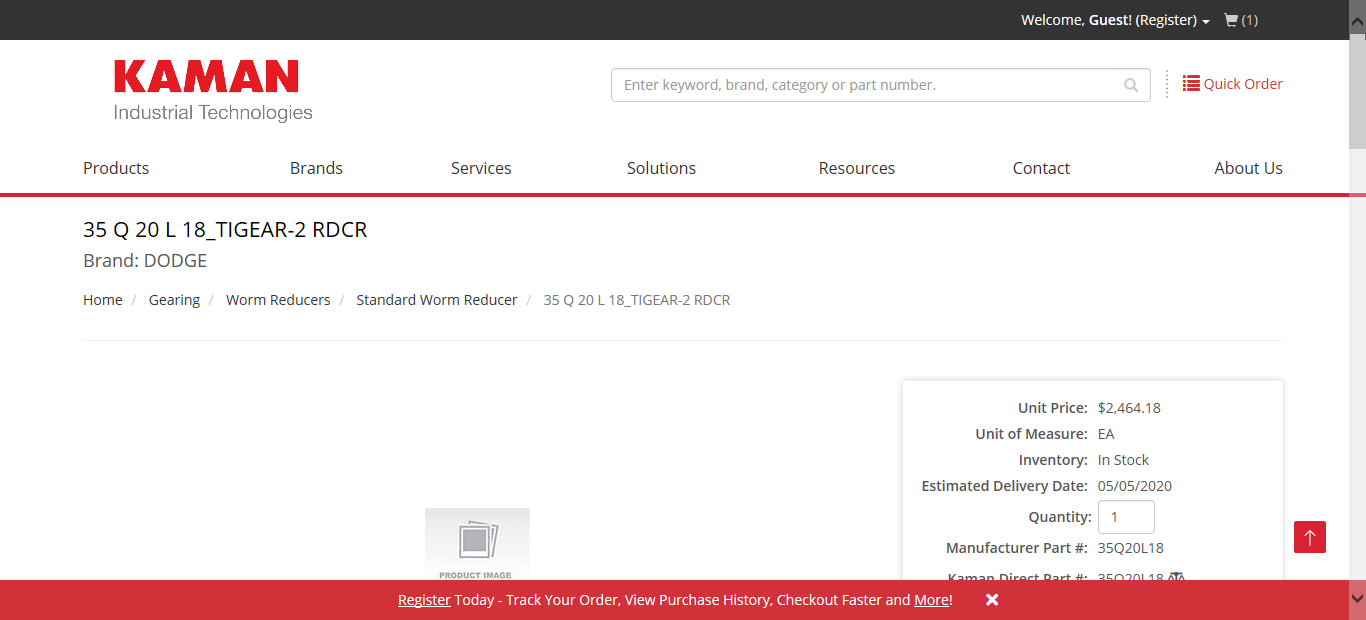 Welcome, Guest! (Register) (1)
KAMAN
Industrial Technologies
Enter keyword, brand, category or part number.
Quick Order
Products Brands Services Solutions Resources Contact About Us
35 Q 20 L 18_TIGEAR-2 RDCR
Brand: DODGE
Home / Gearing / Worm Reducers / Standard Worm Reducer / 35 Q 20 L 18_TIGEAR-2 RDCR
Unit Price: $2,464.18
Unit of Measure: EA
Inventory: In Stock
Estimated Delivery Date: 05/05/2020
Quantity: 1
Manufacturer Part #: 35Q20L18
Kaman Direct Part #: 35Q20L18
PRODUCT IMAGE
Register Today - Track Your Order, View Purchase History, Checkout Faster and More!